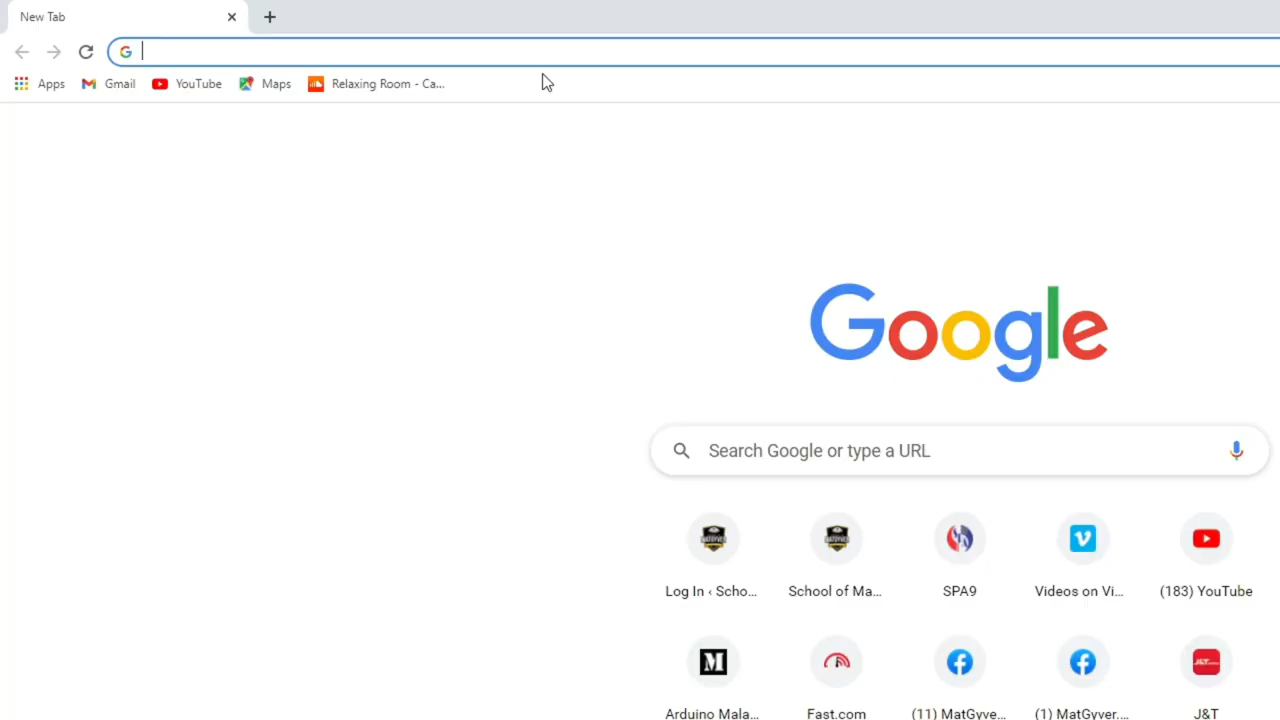 New Tab
Apps Gmail YouTube Maps Relaxing Room - Ca...
Google
Search Google or type a URL
Log In ‹ Scho... School of Ma... SPA9 Videos on Vi... (183) YouTube
Arduino Mala... Fast.com (11) MatGyve... (1) MatGyver.... J&T